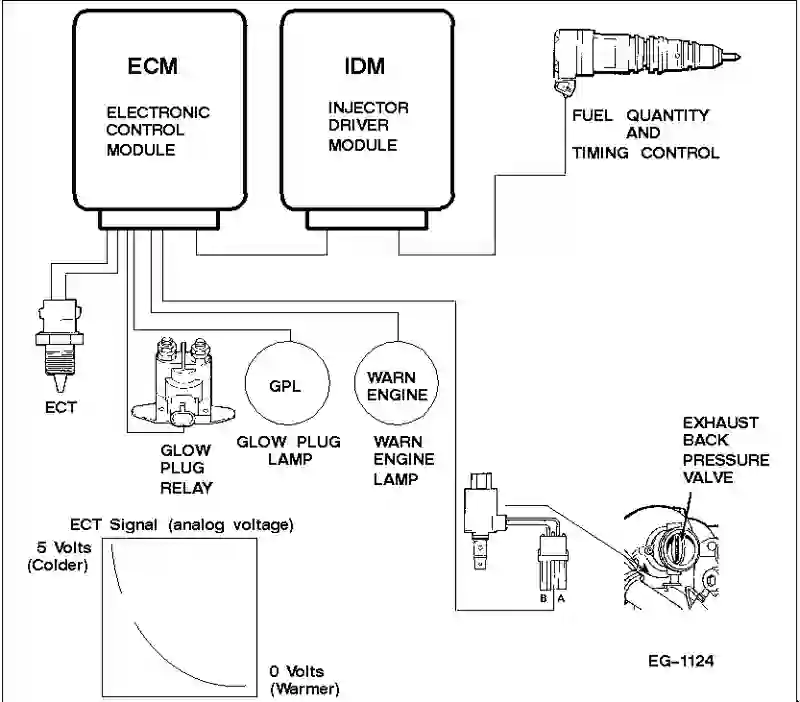 ECM
ELECTRONIC
CONTROL
MODULE
IDM
INJECTOR
DRIVER
MODULE
FUEL QUANTITY
AND
TIMING CONTROL
ECT
GLOW
PLUG
RELAY
GPL
GLOW PLUG
LAMP
WARN
ENGINE
WARN
ENGINE
LAMP
EXHAUST
BACK
PRESSURE
VALVE
B A
ECT Signal (analog voltage)
5 Volts
(Colder)
0 Volts
(Warmer)
EG-1124